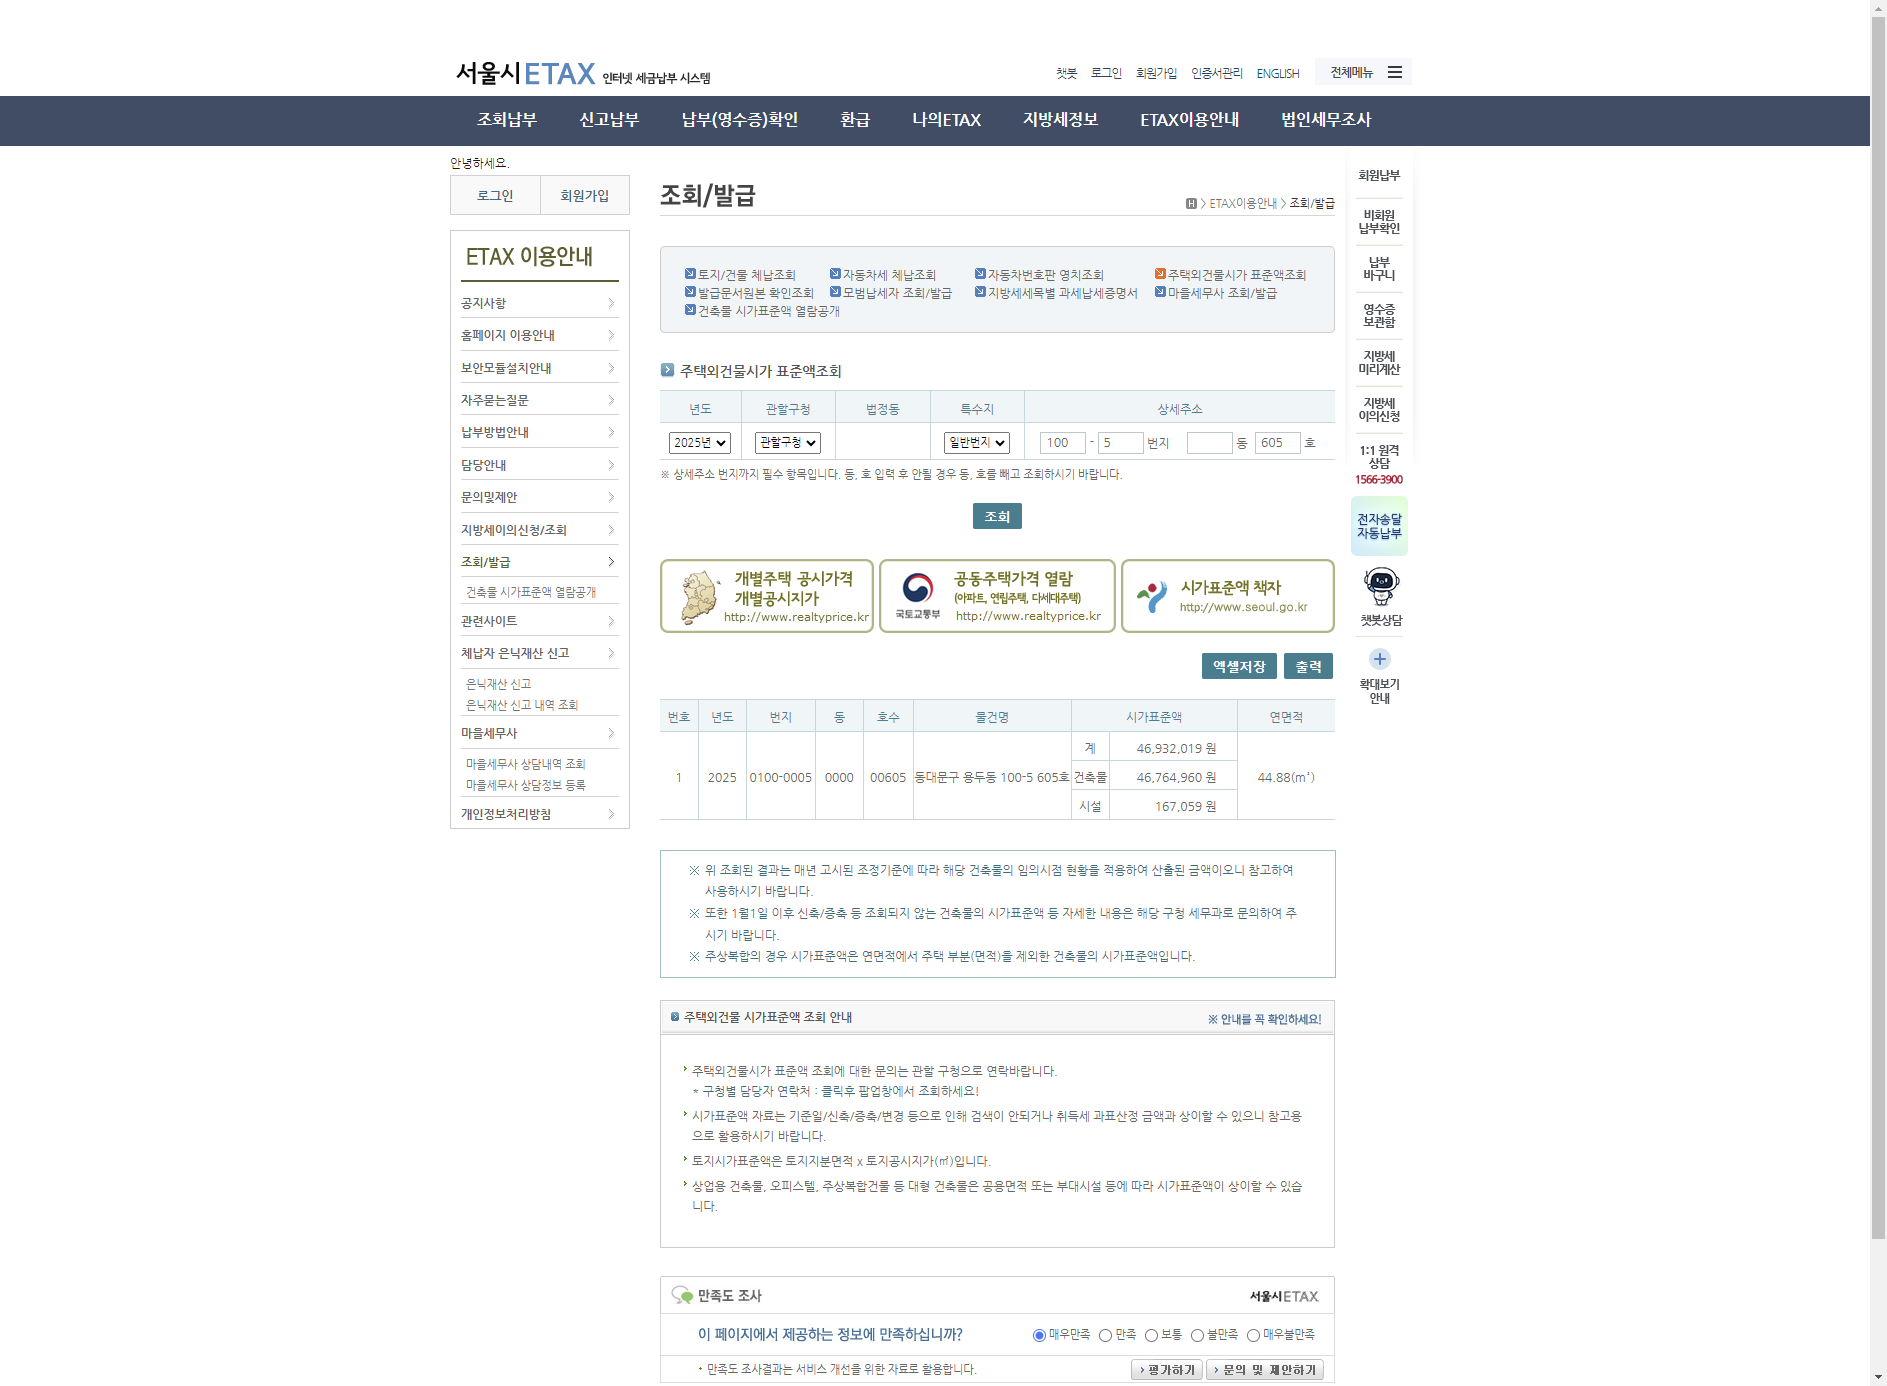 서울시 ETAX 인터넷 세금납부 시스템
챗봇 로그인 회원가입 인증서관리 ENGLISH 전체메뉴
조회납부 신고납부 납부(영수증)확인 환급 나의ETAX 지방세정보 ETAX이용안내 법인세무조사
안녕하세요.
로그인 회원가입
ETAX 이용안내
공지사항
홈페이지 이용안내
보안모듈설치안내
자주묻는질문
납부방법안내
담당안내
문의및제안
지방세이의신청/조회
조회/발급
건축물 시가표준액 열람공개
관련사이트
체납자 은닉재산 신고
은닉재산 신고
은닉재산 신고 내역 조회
마을세무사
마을세무사 상담내역 조회
마을세무사 상담정보 등록
개인정보처리방침
조회/발급
H > ETAX이용안내 > 조회/발급
토지/건물 체납조회 자동차세 체납조회 자동차번호판 영치조회 주택외건물시가 표준액조회
발급문서원본 확인조회 모범납세자 조회/발급 지방세세목별 과세납세증명서 마을세무사 조회/발급
건축물 시가표준액 열람공개
주택외건물시가 표준액조회
년도 관할구청 법정동 특수지 상세주소
2025년 관할구청 일반번지 100 - 5 번지 동 605 호
※ 상세주소 번지까지 필수 항목입니다. 동, 호 입력 후 안될 경우 동, 호를 빼고 조회하시기 바랍니다.
조회
개별주택 공시가격
개별공시지가
http://www.realtyprice.kr
국토교통부
공동주택가격 열람
(아파트, 연립주택, 다세대주택)
http://www.realtyprice.kr
시가표준액 책자
http://www.seoul.go.kr
엑셀저장 출력
번호 년도 번지 동 호수 물건명 시가표준액 연면적
1 2025 0100-0005 0000 00605 동대문구 용두동 100-5 605호 계 46,932,019 원 44.88(m²)
건축물 46,764,960 원
시설 167,059 원
※ 위 조회된 결과는 매년 고시된 조정기준에 따라 해당 건축물의 임의시점 현황을 적용하여 산출된 금액이오니 참고하여
사용하시기 바랍니다.
※ 또한 1월1일 이후 신축/증축 등 조회되지 않는 건축물의 시가표준액 등 자세한 내용은 해당 구청 세무과로 문의하여 주
시기 바랍니다.
※ 주상복합의 경우 시가표준액은 연면적에서 주택 부분(면적)을 제외한 건축물의 시가표준액입니다.
주택외건물 시가표준액 조회 안내
※ 안내를 꼭 확인하세요!
주택외건물시가 표준액 조회에 대한 문의는 관할 구청으로 연락바랍니다.
* 구청별 담당자 연락처 : 클릭후 팝업창에서 조회하세요!
시가표준액 자료는 기준일/신축/증축/변경 등으로 인해 검색이 안되거나 취득세 과표산정 금액과 상이할 수 있으니 참고용
으로 활용하시기 바랍니다.
토지시가표준액은 토지지분면적 x 토지공시지가(㎡)입니다.
상업용 건축물, 오피스텔, 주상복합건물 등 대형 건축물은 공용면적 또는 부대시설 등에 따라 시가표준액이 상이할 수 있습
니다.
만족도 조사
서울시ETAX
이 페이지에서 제공하는 정보에 만족하십니까?
매우만족 만족 보통 불만족 매우불만족
만족도 조사결과는 서비스 개선을 위한 자료로 활용합니다.
평가하기 문의 및 제안하기
회원납부
비회원
납부확인
납부
바구니
영수증
보관함
지방세
미리계산
지방세
이의신청
1:1 원격
상담
1566-3900
전자송달
자동납부
챗봇상담
확대보기
안내